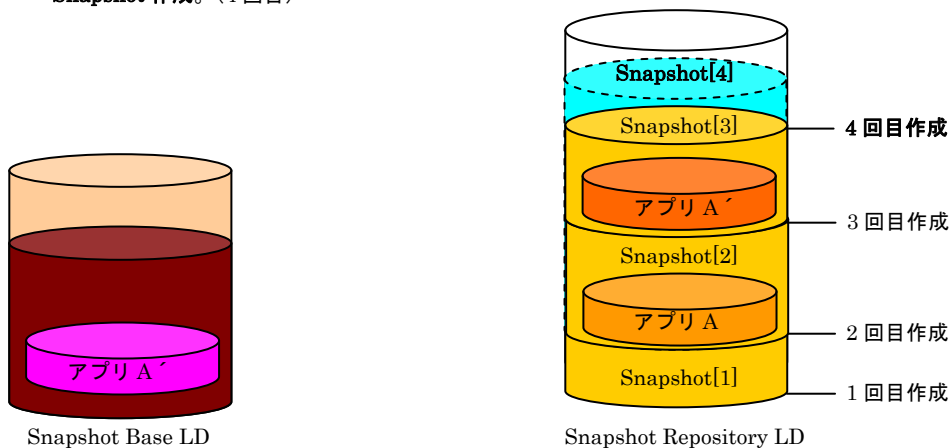 Snapshot 作成。（4 回目）
Snapshot[4]
Snapshot[3]
4 回目作成
アプリ A´
3 回目作成
Snapshot[2]
アプリ A
2 回目作成
アプリ A´
Snapshot[1]
1 回目作成
Snapshot Base LD
Snapshot Repository LD